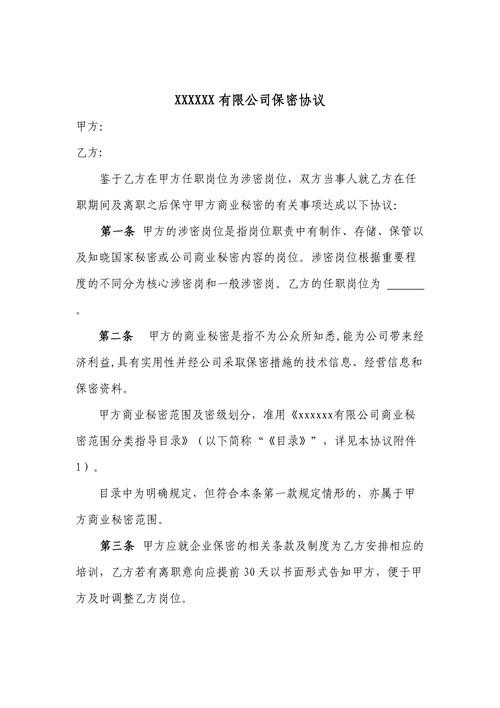 XXXXXX有限公司保密协议
甲方：
乙方：
鉴于乙方在甲方任职岗位为涉密岗位，双方当事人就乙方在任
职期间及离职之后保守甲方商业秘密的有关事项达成以下协议：
第一条 甲方的涉密岗位是指岗位职责中有制作、存储、保管以
及知晓国家秘密或公司商业秘密内容的岗位。涉密岗位根据重要程
度的不同分为核心涉密岗和一般涉密岗。乙方的任职岗位为 ______
。
第二条 甲方的商业秘密是指不为公众所知悉,能为公司带来经
济利益,具有实用性并经公司采取保密措施的技术信息、经营信息和
保密资料。
甲方商业秘密范围及密级划分，准用《xxxxxx有限公司商业秘
密范围分类指导目录》（以下简称“《目录》”，详见本协议附件
1）。
目录中为明确规定，但符合本条第一款规定情形的，亦属于甲
方商业秘密范围。
第三条 甲方应就企业保密的相关条款及制度为乙方安排相应的
培训，乙方若有离职意向应提前30天以书面形式告知甲方，便于甲
方及时调整乙方岗位。